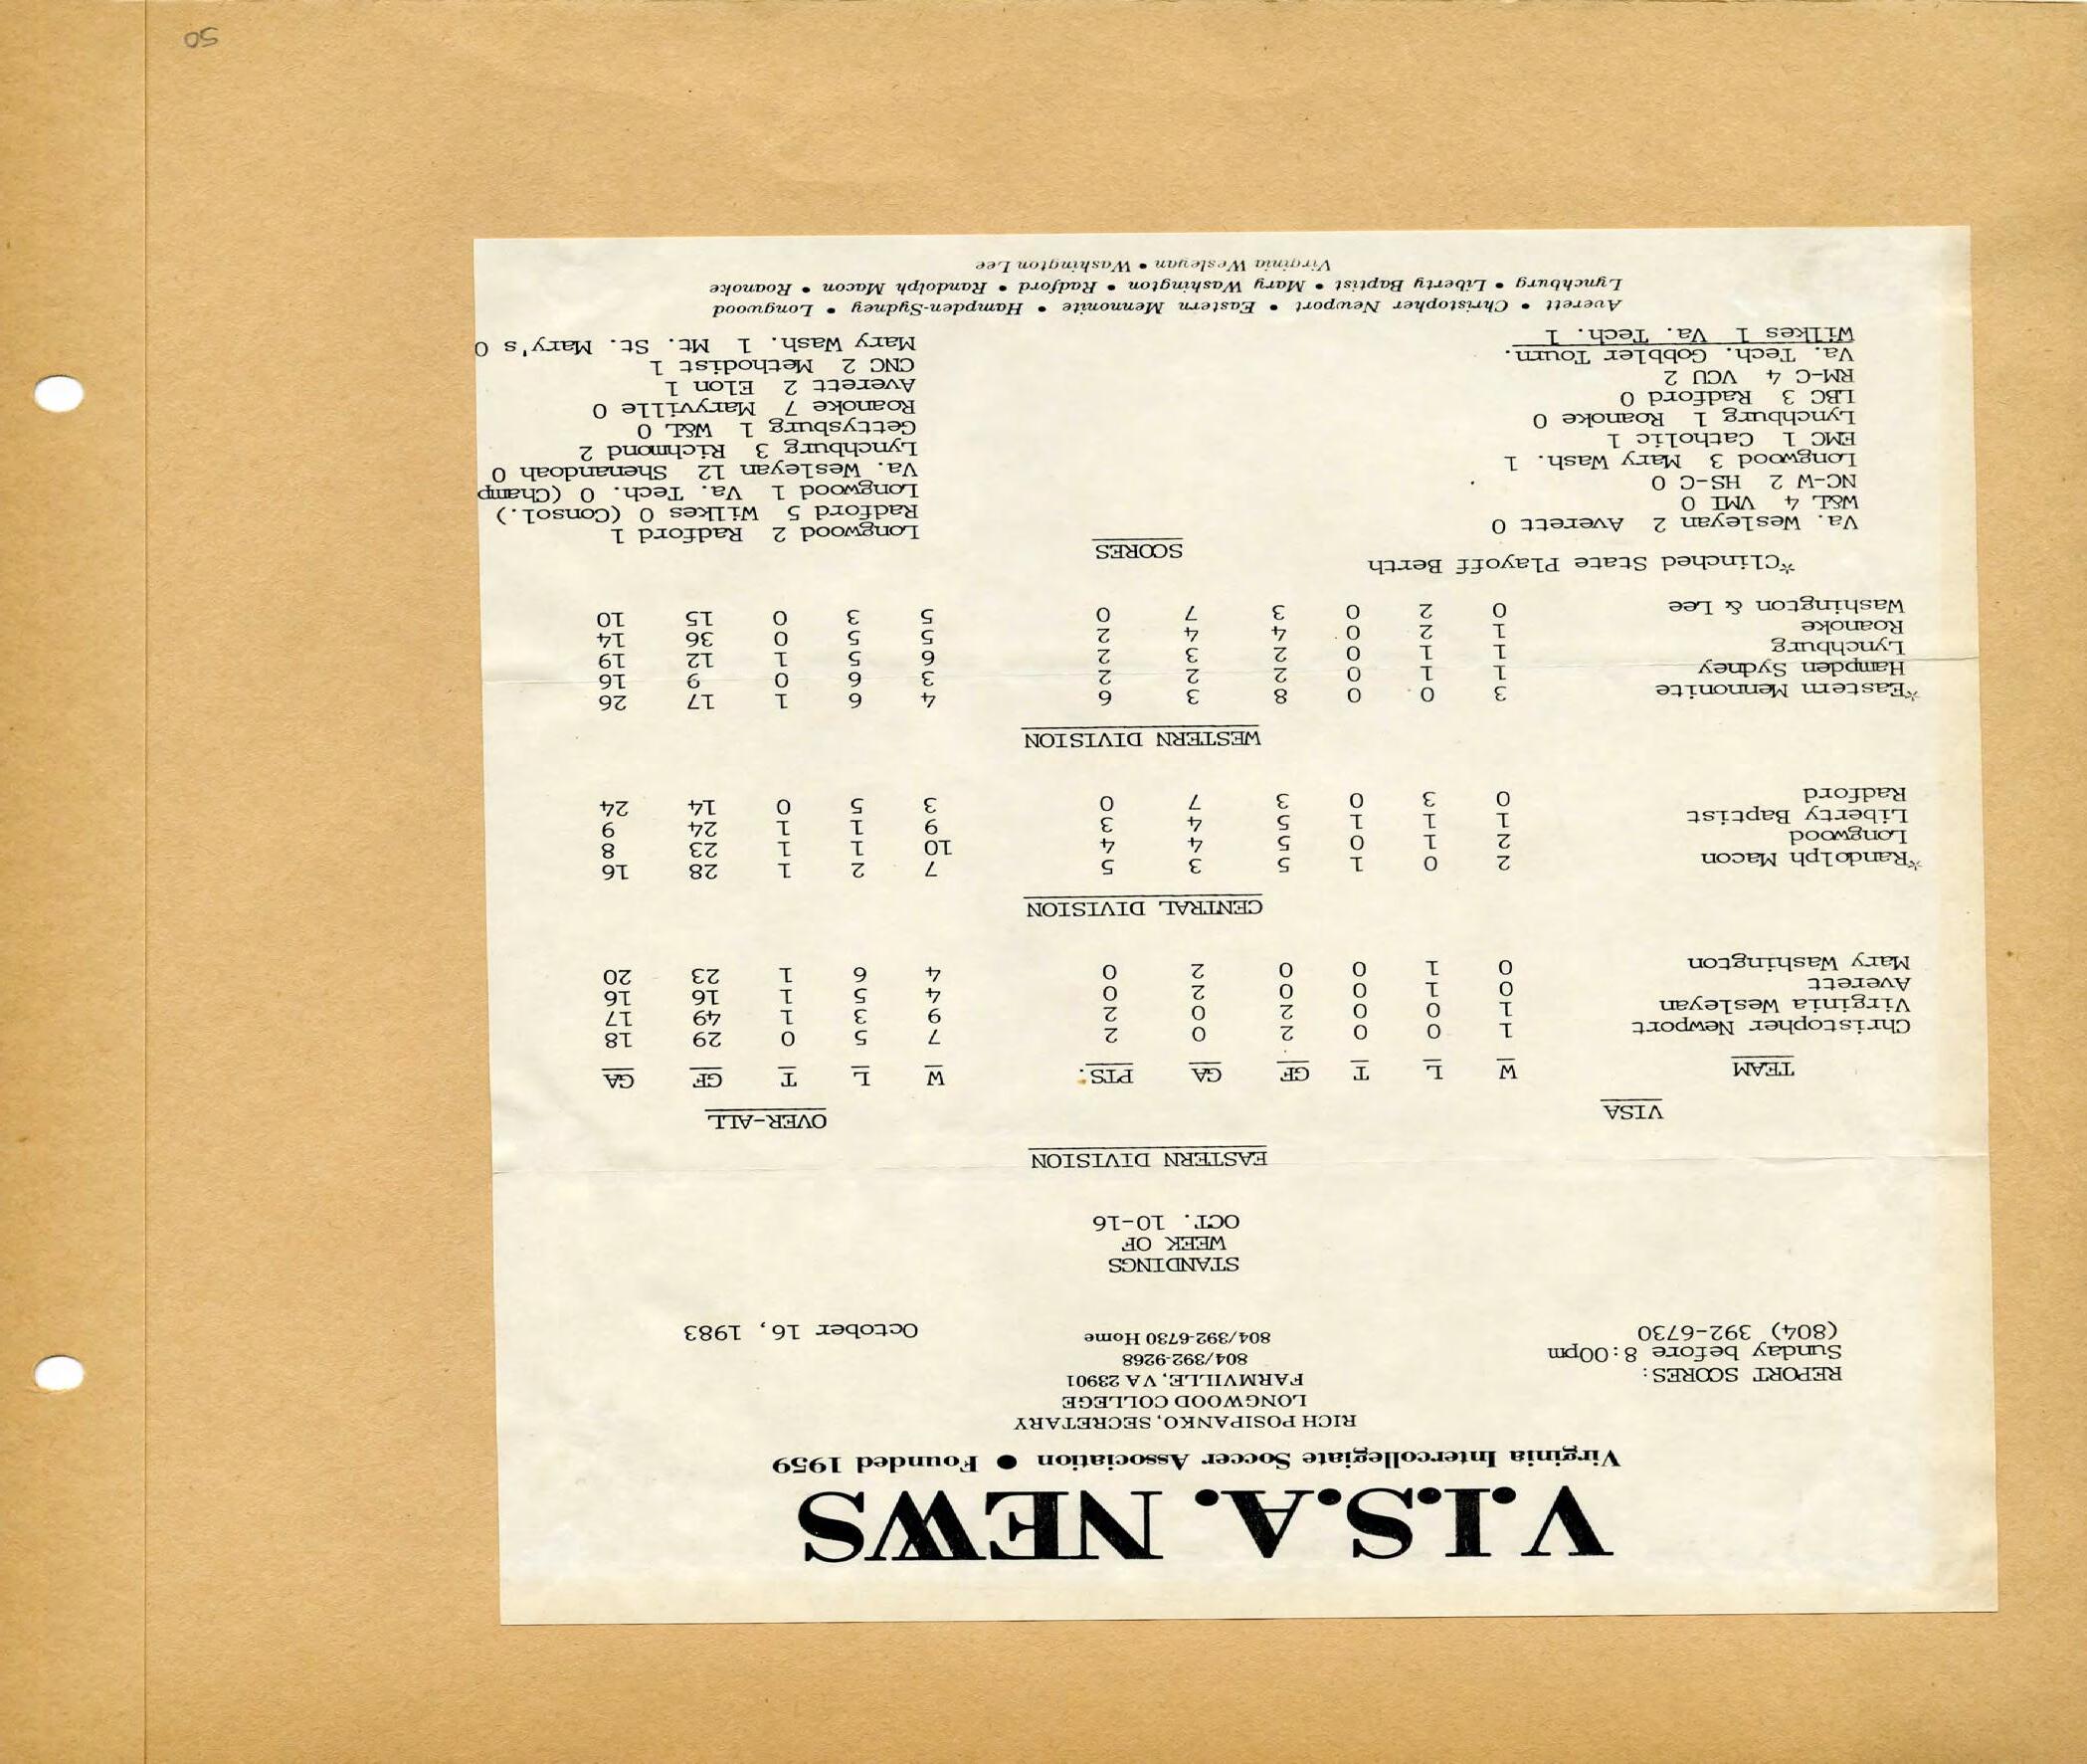 V.I.S.A. NEWS
Virginia Intercollegiate Soccer Association • Founded 1959
RICH POSIPANKO, SECRETARY
LONGWOOD COLLEGE
FARMVILLE, VA 23901
804/392-9268
804/392-6730 Home
REPORT SCORES:
Sunday before 8:00pm
(804) 392-6730
October 16, 1983
STANDINGS
WEEK OF
OCT. 10-16
EASTERN DIVISION
VISA OVER-ALL
TEAM W L T GF GA PTS. W L T GF GA
Christopher Newport 1 0 0 2 0 2 7 5 0 29 18
Virginia Wesleyan 1 0 0 2 0 2 9 3 1 49 17
Averett 0 1 0 0 2 0 4 5 1 16 16
Mary Washington 0 1 0 0 2 0 4 6 1 23 20
CENTRAL DIVISION
*Randolph Macon 2 0 1 5 3 5 7 2 1 28 16
Longwood 2 1 0 5 4 4 10 1 1 23 8
Liberty Baptist 1 1 1 5 4 3 9 1 1 24 9
Radford 0 3 0 3 7 0 3 5 0 14 24
WESTERN DIVISION
*Eastern Mennonite 3 0 0 8 3 6 4 6 1 17 26
Hampden Sydney 1 1 0 2 2 2 3 6 0 9 16
Lynchburg 1 1 0 2 3 2 6 5 1 12 19
Roanoke 1 2 0 4 4 2 5 5 0 36 14
Washington & Lee 0 2 0 3 7 0 5 3 0 15 10
*Clinched State Playoff Berth
SCORES
Va. Wesleyan 2 Averett 0
W&L 4 VMI 0
NC-W 2 HS-C 0
Longwood 3 Mary Wash. 1
EMC 1 Catholic 1
Lynchburg 1 Roanoke 0
LBC 3 Radford 0
RM-C 4 VCU 2
Va. Tech. Gobbler Tourn.
Wilkes 1 Va. Tech. 1
Longwood 2 Radford 1
Radford 5 Wilkes 0 (Consol.)
Longwood 1 Va. Tech. 0 (Champ
Va. Wesleyan 12 Shenandoah 0
Lynchburg 3 Richmond 2
Gettysburg 1 W&L 0
Roanoke 7 Maryville 0
Averett 2 Elon 1
CNC 2 Methodist 1
Mary Wash. 1 Mt. St. Mary's 0
Averett • Christopher Newport • Eastern Mennonite • Hampden-Sydney • Longwood
Lynchburg • Liberty Baptist • Mary Washington • Radford • Randolph Macon • Roanoke
Virginia Wesleyan • Washington Lee
50